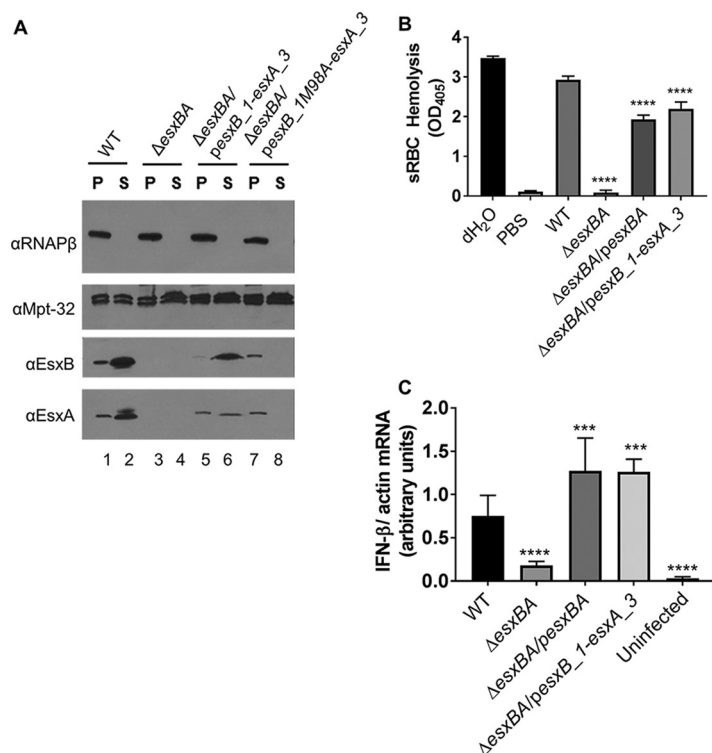 A
WT
ΔesxBA
ΔesxBA/
pesxB_1-esxA_3
ΔesxBA/
pesxB_1M98A-esxA_3
P S P S P S P S
αRNAPβ
αMpt-32
αEsxB
αEsxA
1 2 3 4 5 6 7 8
B
sRBC Hemolysis
(OD405)
4
3
2
1
0
****
****
****
dH2O
PBS
WT
ΔesxBA
ΔesxBA/pesxBA
ΔesxBA/pesxB_1-esxA_3
C
IFN-β/ actin mRNA
(arbitrary units)
2.0
1.5
1.0
0.5
0.0
****
***
***
****
WT
ΔesxBA
ΔesxBA/pesxBA
ΔesxBA/pesxB_1-esxA_3
Uninfected